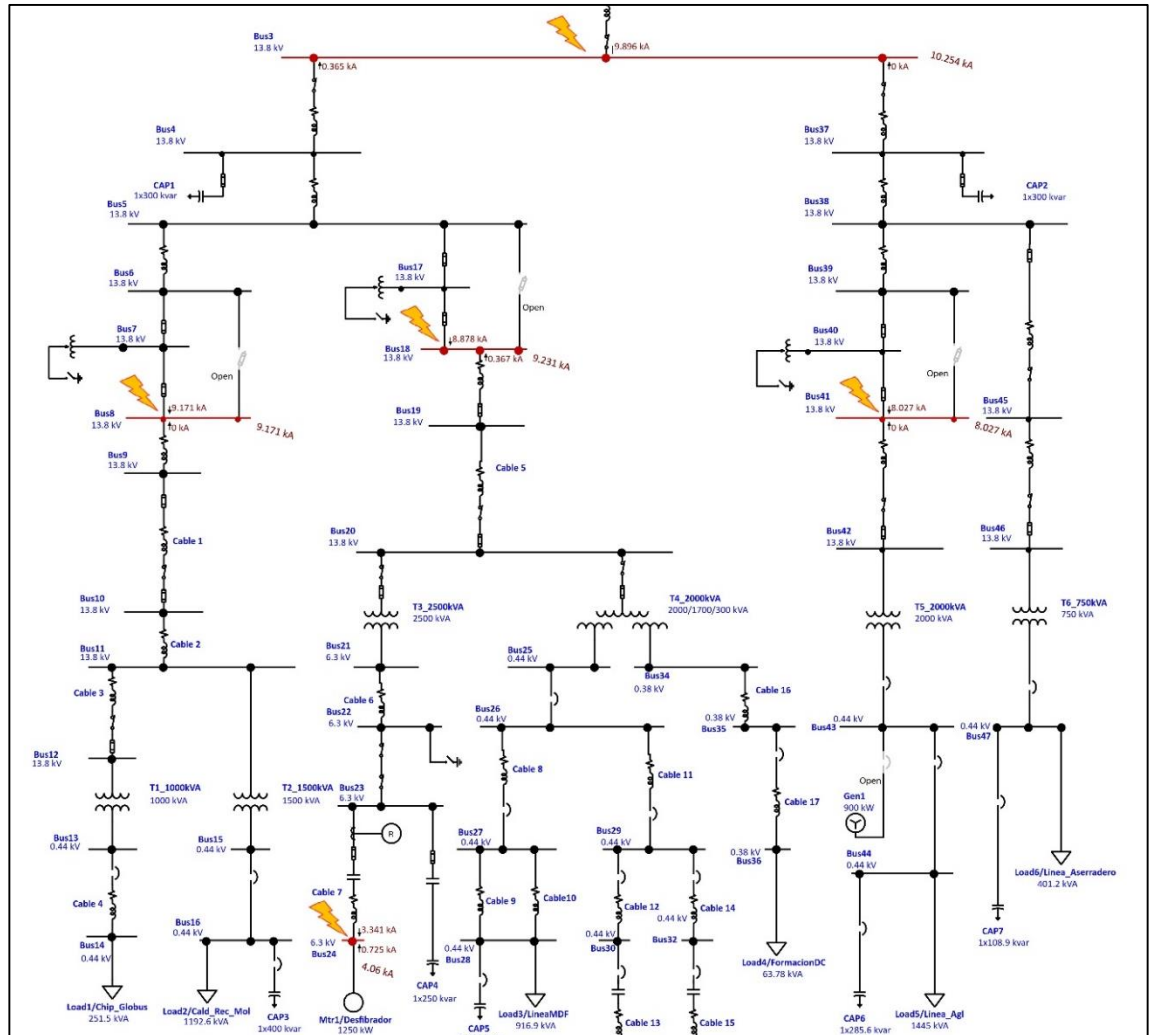 Bus3
13.8 kV
9.896 kA
0.365 kA
0 kA
10.254 kA
Bus4
13.8 kV
CAP1
1x300 kvar
Bus37
13.8 kV
CAP2
1x300 kvar
Bus5
13.8 kV
Bus38
13.8 kV
Bus6
13.8 kV
Bus17
13.8 kV
Open
Bus39
13.8 kV
Bus7
13.8 kV
Open
Bus40
13.8 kV
Open
Bus18
13.8 kV
8.878 kA
0.367 kA
9.231 kA
Bus8
13.8 kV
9.171 kA
0 kA
9.171 kA
Bus19
13.8 kV
Bus41
13.8 kV
8.027 kA
0 kA
8.027 kA
Bus45
13.8 kV
Bus9
13.8 kV
Cable 5
Cable 1
Bus20
13.8 kV
Bus42
13.8 kV
Bus46
13.8 kV
Bus10
13.8 kV
Cable 2
T3_2500kVA
2500 kVA
T4_2000kVA
2000/1700/300 kVA
T5_2000kVA
2000 kVA
T6_750kVA
750 kVA
Bus11
13.8 kV
Cable 3
Bus21
6.3 kV
Bus25
0.44 kV
Bus34
0.38 kV
Cable 6
Cable 16
Bus22
6.3 kV
Bus26
0.44 kV
0.38 kV
Bus35
Bus43
0.44 kV
0.44 kV
Bus47
Bus12
13.8 kV
T1_1000kVA
1000 kVA
T2_1500kVA
1500 kVA
Cable 8
Cable 11
Cable 17
Open
Gen1
900 kW
Bus23
6.3 kV
R
Bus13
0.44 kV
Bus15
0.44 kV
Bus27
0.44 kV
Bus29
0.44 kV
0.38 kV
Bus36
Bus44
0.44 kV
Cable 4
Cable 7
Cable 9
Cable10
Cable 12
Cable 14
0.44 kV
Load6/Linea_Aserradero
401.2 kVA
Bus14
0.44 kV
Bus16
0.44 kV
6.3 kV
Bus24
3.341 kA
0.725 kA
4.06 kA
0.44 kV
Bus28
0.44 kV
Bus30
Bus32
Load4/FormacionDC
63.78 kVA
CAP7
1x108.9 kvar
Load1/Chip_Globus
251.5 kVA
Load2/Cald_Rec_Mol
1192.6 kVA
CAP3
1x400 kvar
Mtr1/Desfibrador
1250 kW
CAP4
1x250 kvar
CAP5
Load3/LineaMDF
916.9 kVA
Cable 13
Cable 15
CAP6
1x285.6 kvar
Load5/Linea_Agl
1445 kVA